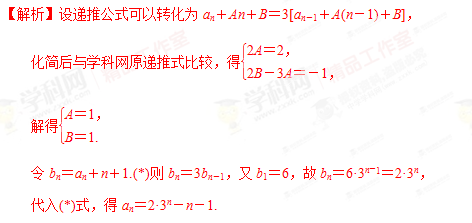 【解析】设递推公式可以转化为 aₙ+An+B=3[aₙ₋₁+A(n−1)+B],
化简后与学科网原递推式比较，得{2A=2,
2B−3A=−1,
解得{A=1,
B=1.
令 bₙ=aₙ+n+1.(*)则 bₙ=3bₙ₋₁，又 b₁=6，故 bₙ=6·3ⁿ⁻¹=2·3ⁿ,
代入(*)式，得 aₙ=2·3ⁿ−n−1.